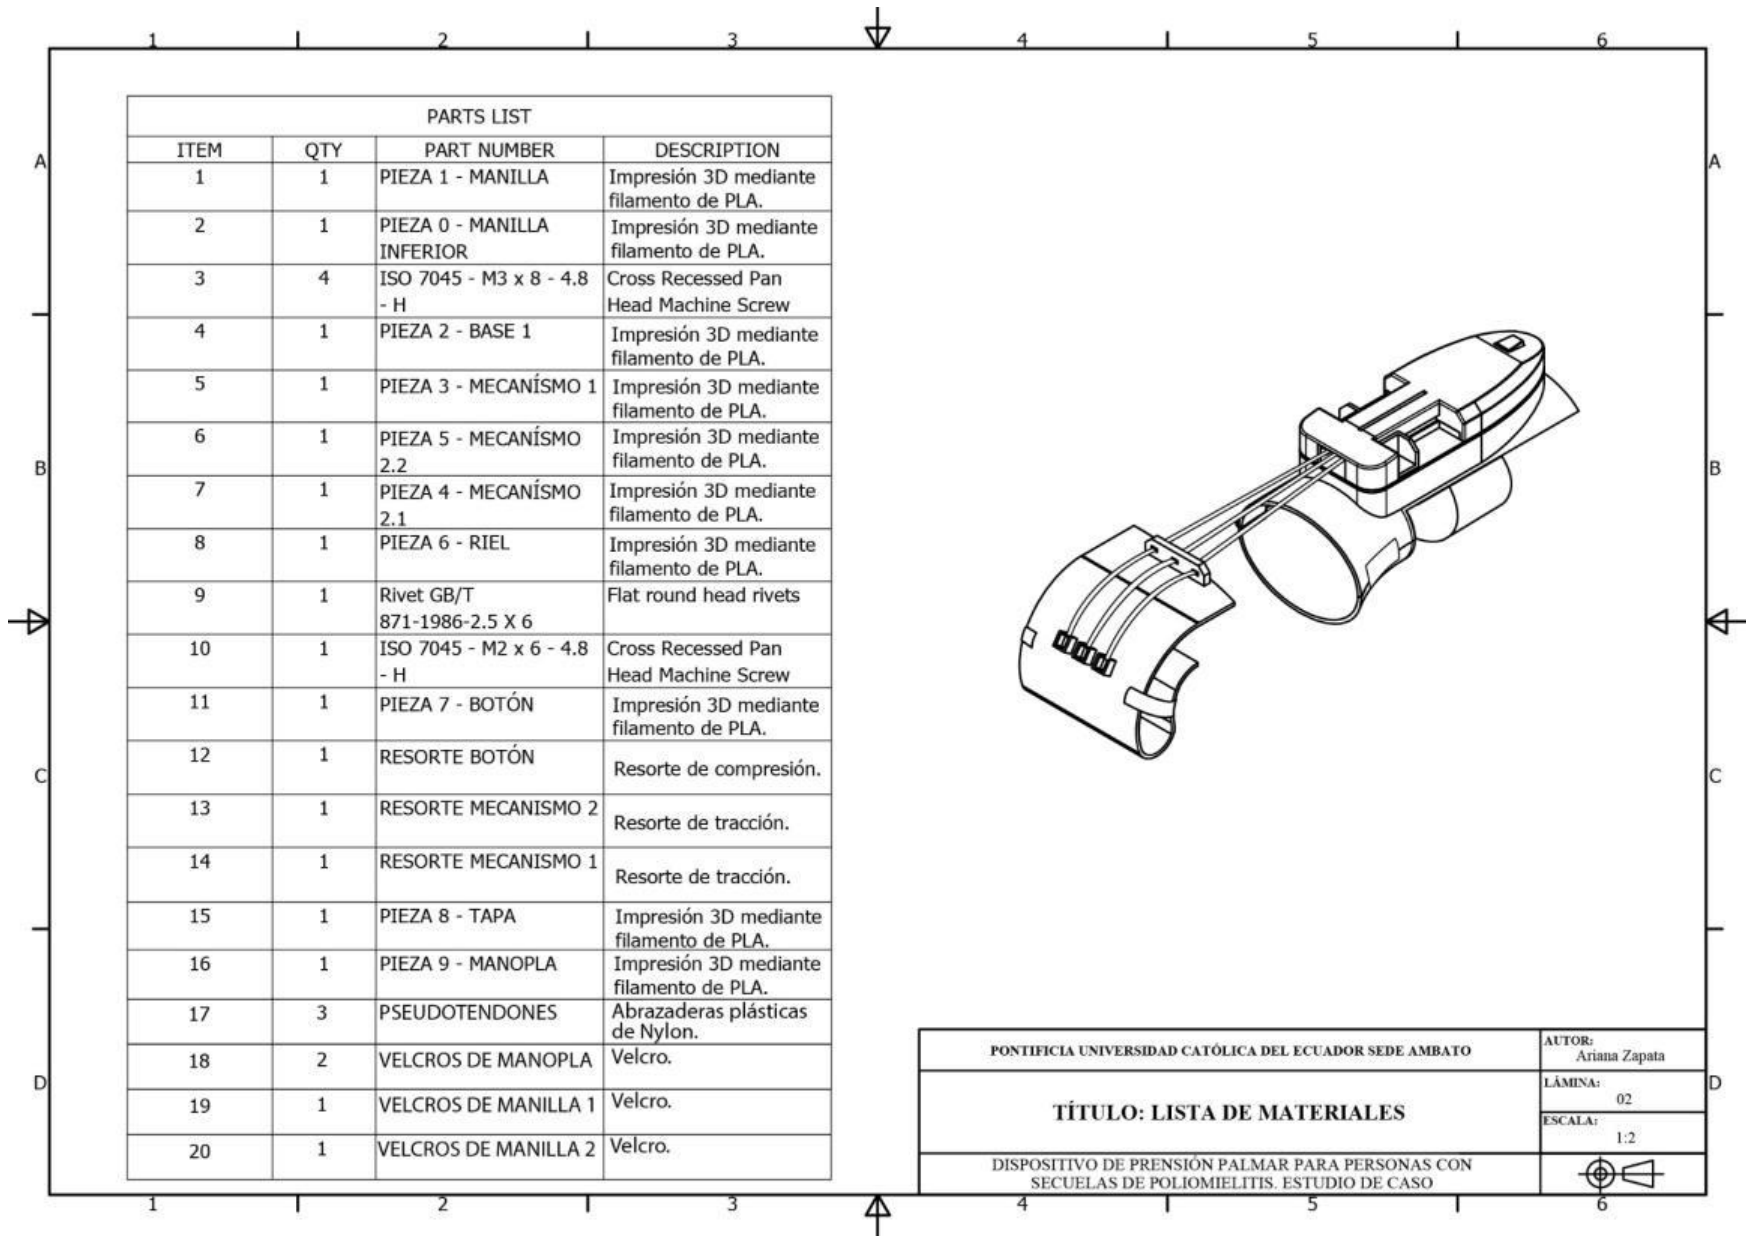 1 2 3 4 5 6
A A
B B
C C
D D
PARTS LIST
ITEM QTY PART NUMBER DESCRIPTION
1 1 PIEZA 1 - MANILLA Impresión 3D mediante
filamento de PLA.
2 1 PIEZA 0 - MANILLA Impresión 3D mediante
INFERIOR filamento de PLA.
3 4 ISO 7045 - M3 x 8 - 4.8 Cross Recessed Pan
- H Head Machine Screw
4 1 PIEZA 2 - BASE 1 Impresión 3D mediante
filamento de PLA.
5 1 PIEZA 3 - MECANÍSMO 1 Impresión 3D mediante
filamento de PLA.
6 1 PIEZA 5 - MECANÍSMO Impresión 3D mediante
2.2 filamento de PLA.
7 1 PIEZA 4 - MECANÍSMO Impresión 3D mediante
2.1 filamento de PLA.
8 1 PIEZA 6 - RIEL Impresión 3D mediante
filamento de PLA.
9 1 Rivet GB/T Flat round head rivets
871-1986-2.5 X 6
10 1 ISO 7045 - M2 x 6 - 4.8 Cross Recessed Pan
- H Head Machine Screw
11 1 PIEZA 7 - BOTÓN Impresión 3D mediante
filamento de PLA.
12 1 RESORTE BOTÓN Resorte de compresión.
13 1 RESORTE MECANISMO 2 Resorte de tracción.
14 1 RESORTE MECANISMO 1 Resorte de tracción.
15 1 PIEZA 8 - TAPA Impresión 3D mediante
filamento de PLA.
16 1 PIEZA 9 - MANOPLA Impresión 3D mediante
filamento de PLA.
17 3 PSEUDOTENDONES Abrazaderas plásticas
de Nylon.
18 2 VELCROS DE MANOPLA Velcro.
19 1 VELCROS DE MANILLA 1 Velcro.
20 1 VELCROS DE MANILLA 2 Velcro.
PONTIFICIA UNIVERSIDAD CATÓLICA DEL ECUADOR SEDE AMBATO
AUTOR:
Ariana Zapata
TÍTULO: LISTA DE MATERIALES
LÁMINA:
02
ESCALA:
1:2
DISPOSITIVO DE PRENSIÓN PALMAR PARA PERSONAS CON
SECUELAS DE POLIOMIELITIS. ESTUDIO DE CASO
1 2 3 4 5 6